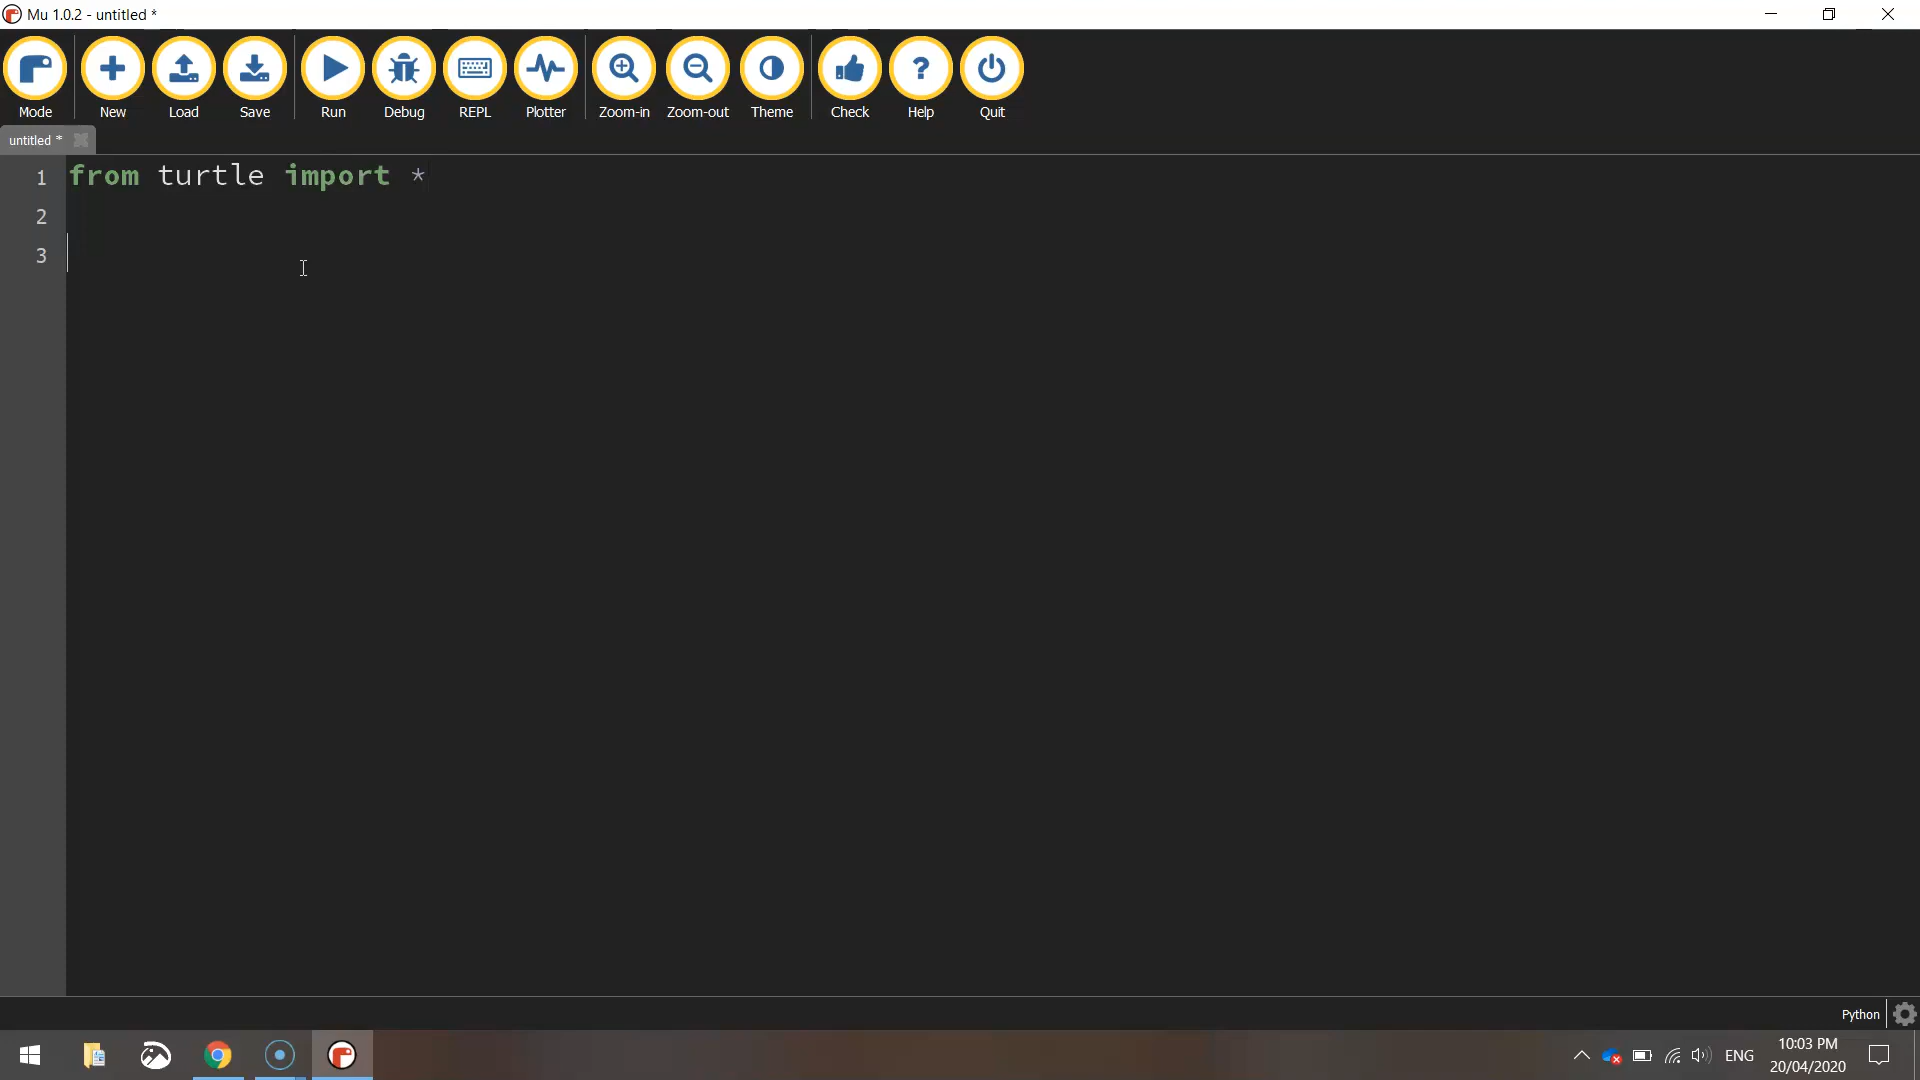 Mu 1.0.2 - untitled *
Mode New Load Save Run Debug REPL Plotter Zoom-in Zoom-out Theme Check Help Quit
untitled *
1 from turtle import *
2
3
Python
ENG 10:03 PM
20/04/2020